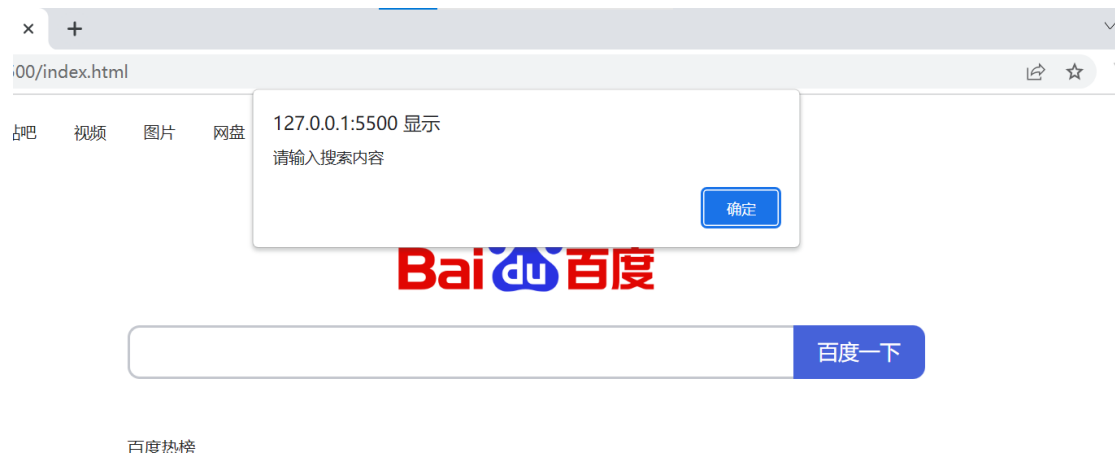 00/index.html
127.0.0.1:5500 显示
请输入搜索内容
确定
贴吧 视频 图片 网盘
Bai du 百度
百度一下
百度热榜